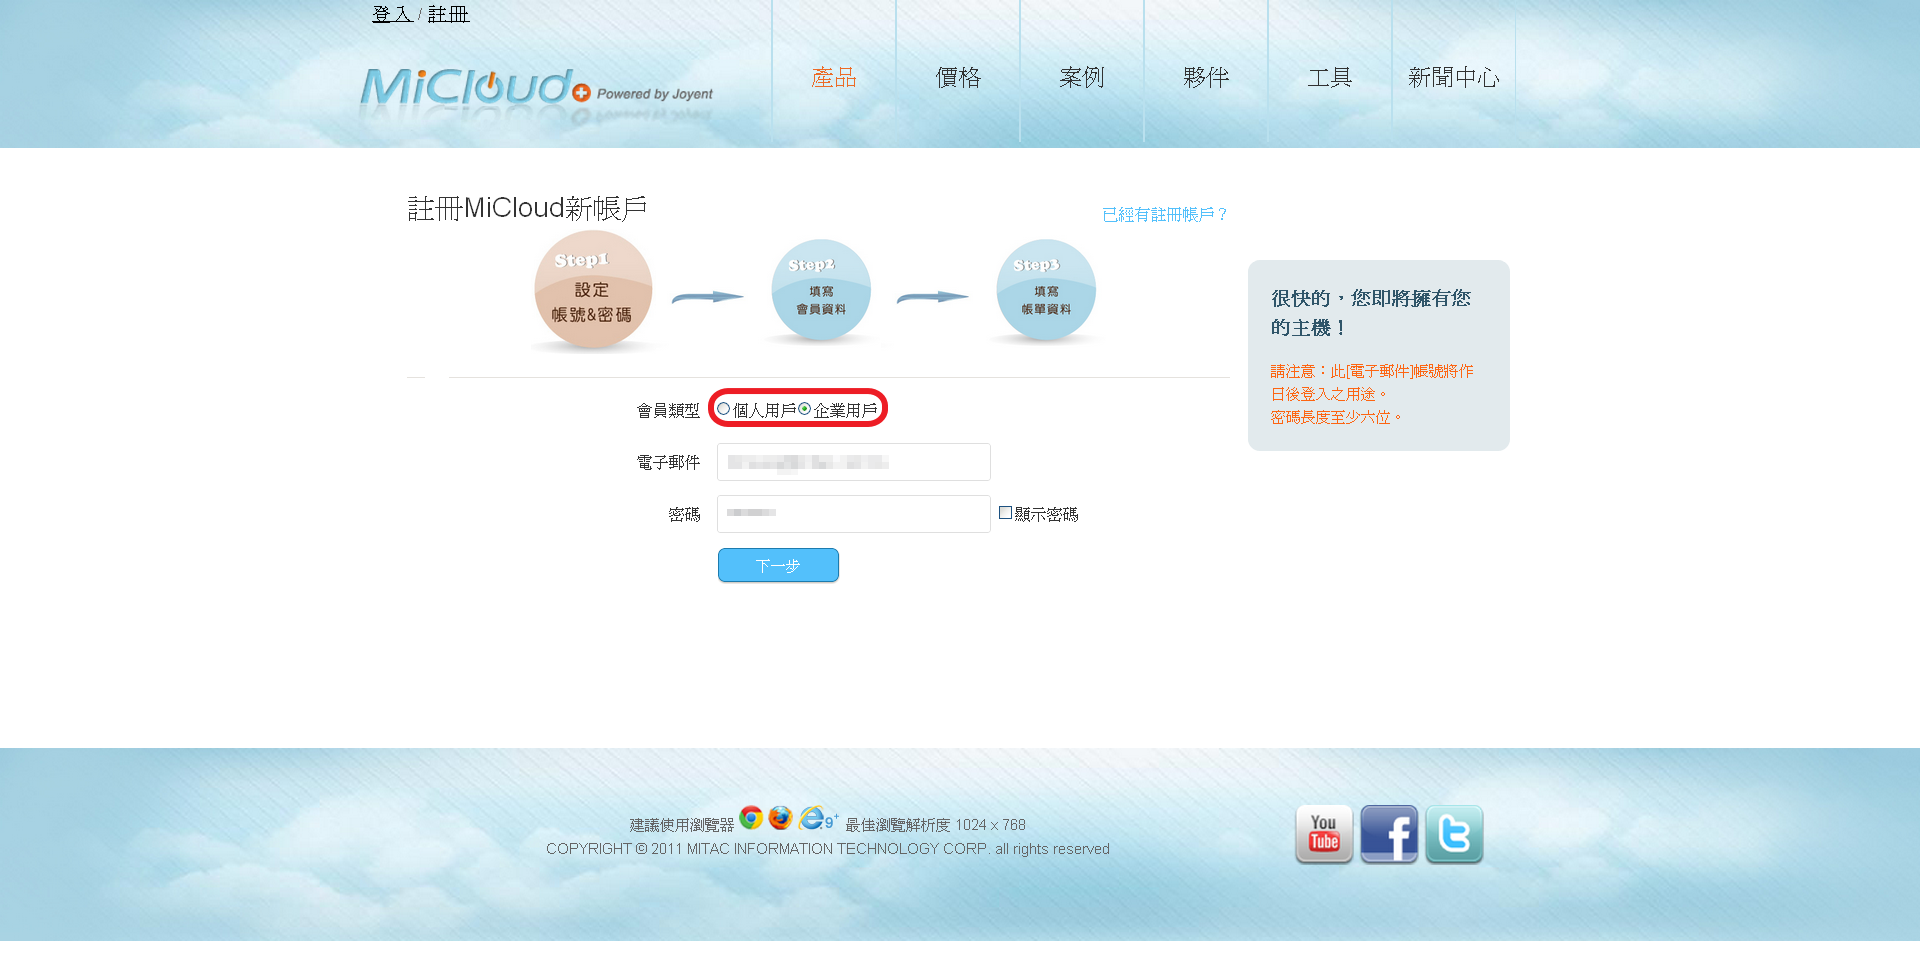 登入 / 註冊
MiCloud Powered by Joyent
產品 價格 案例 夥伴 工具 新聞中心
註冊MiCloud新帳戶
已經有註冊帳戶？
Step1
設定
帳號&密碼
Step2
填寫
會員資料
Step3
填寫
帳單資料
很快的，您即將擁有您
的主機！
請注意：此[電子郵件]帳號將作
日後登入之用途。
密碼長度至少六位。
會員類型 個人用戶 企業用戶
電子郵件
密碼 顯示密碼
下一步
建議使用瀏覽器 9+ 最佳瀏覽解析度 1024 x 768
COPYRIGHT © 2011 MITAC INFORMATION TECHNOLOGY CORP. all rights reserved
You
Tube